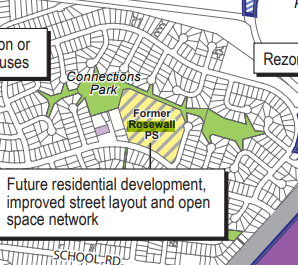 on or
uses
Connections
Park
Rezo
Former
Rosewall
PS
Future residential development,
improved street layout and open
space network
SCHOOL RD